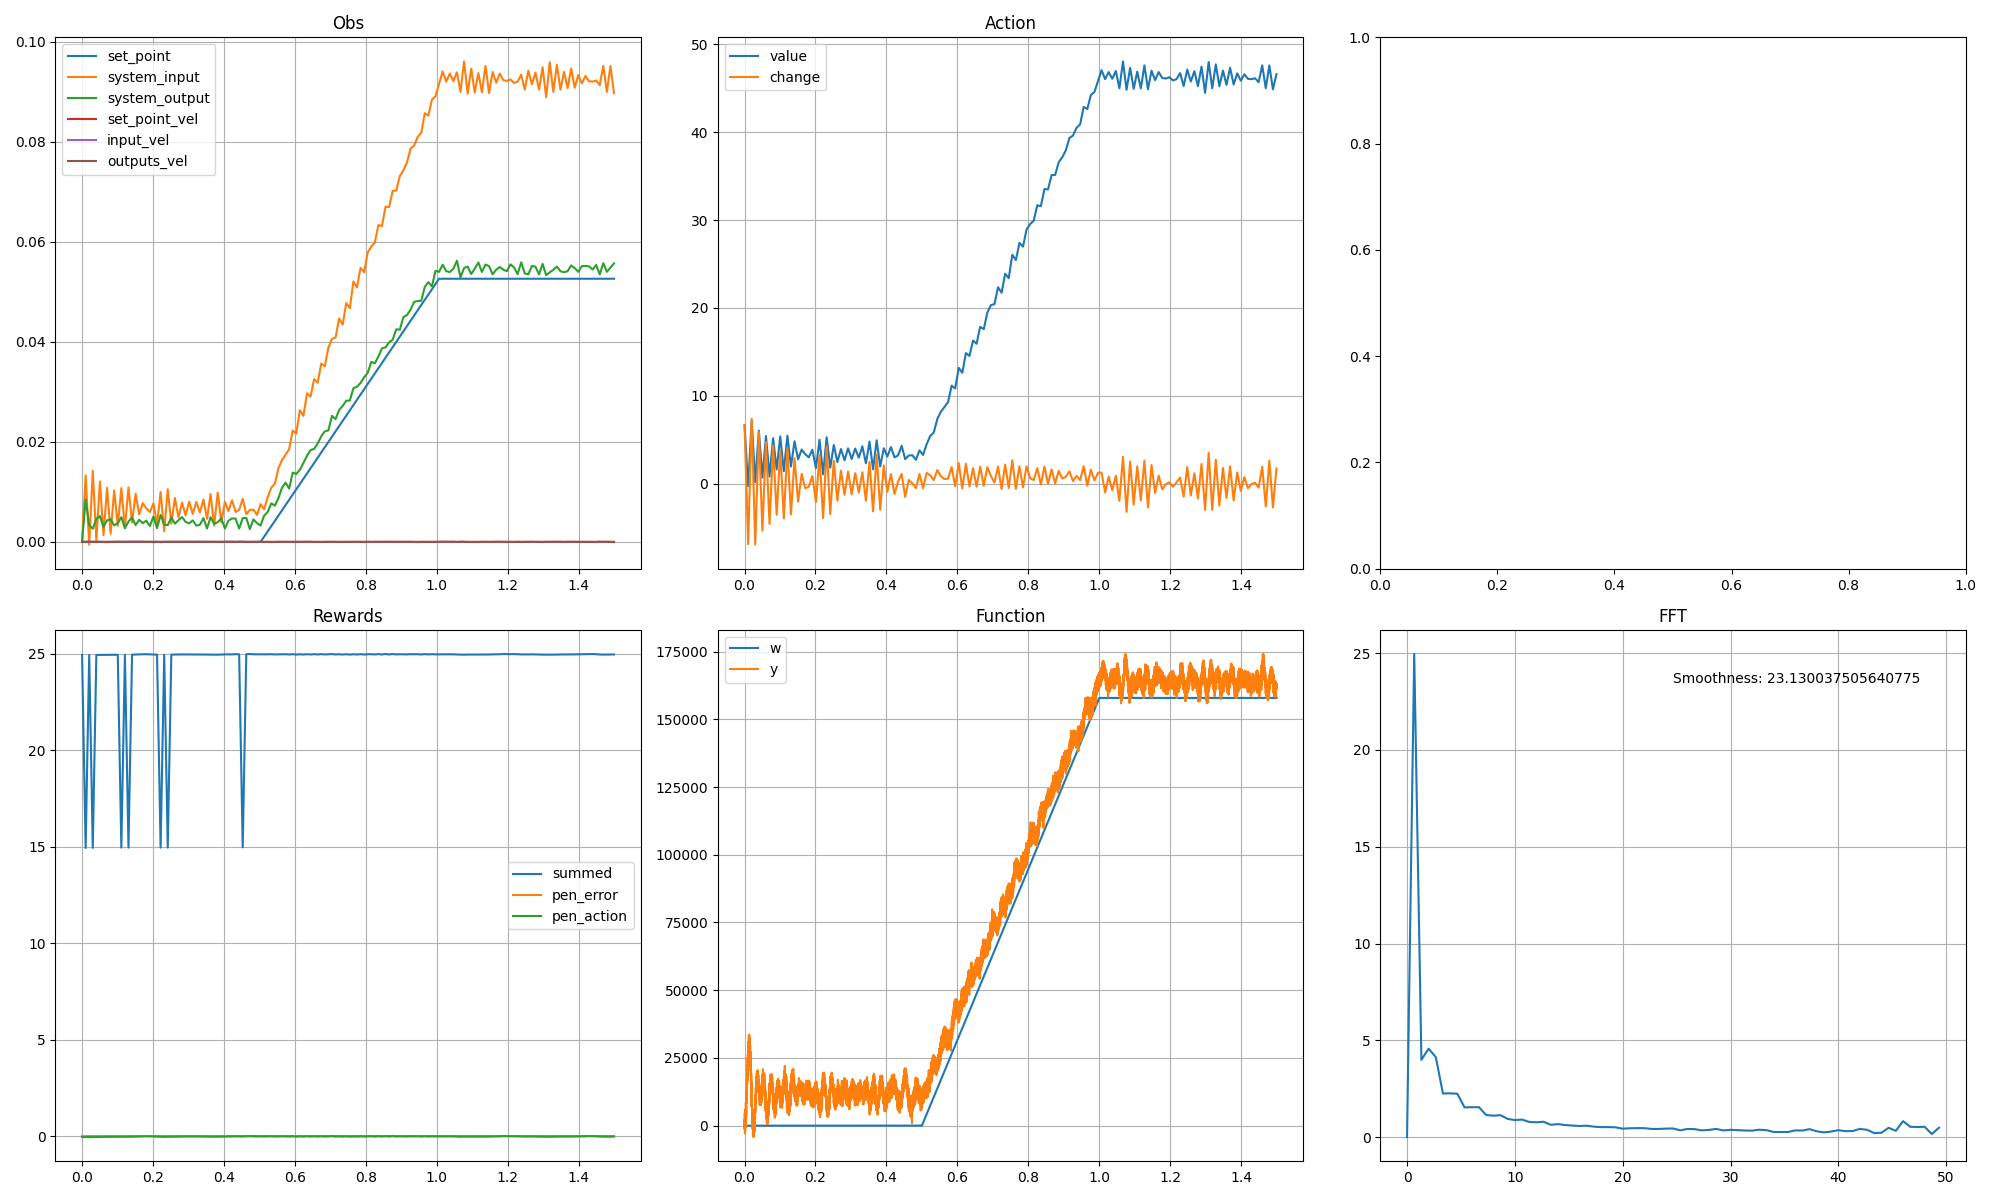 Obs
0.10
0.08
0.06
0.04
0.02
0.00
set_point
system_input
system_output
set_point_vel
input_vel
outputs_vel
0.0 0.2 0.4 0.6 0.8 1.0 1.2 1.4
Action
50
40
30
20
10
0
value
change
0.0 0.2 0.4 0.6 0.8 1.0 1.2 1.4
1.0
0.8
0.6
0.4
0.2
0.0
0.0 0.2 0.4 0.6 0.8 1.0
Rewards
25
20
15
10
5
0
summed
pen_error
pen_action
0.0 0.2 0.4 0.6 0.8 1.0 1.2 1.4
Function
175000
150000
125000
100000
75000
50000
25000
0
w
y
0.0 0.2 0.4 0.6 0.8 1.0 1.2 1.4
FFT
25
20
15
10
5
0
Smoothness: 23.130037505640775
0 10 20 30 40 50